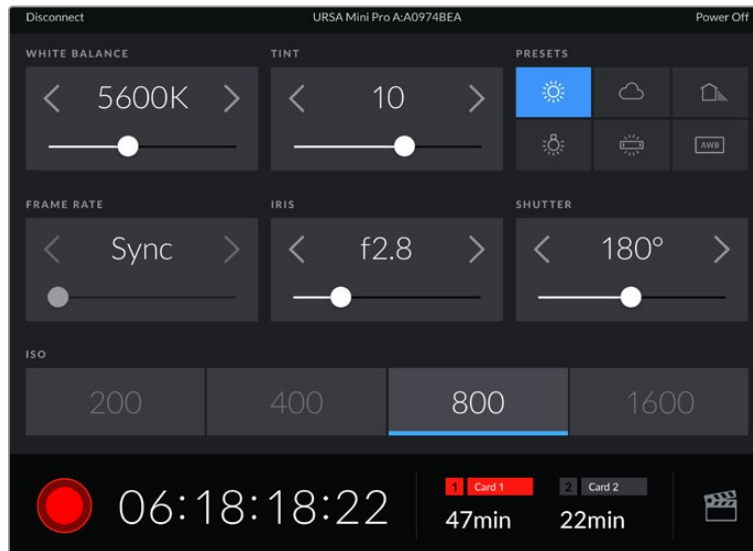 Disconnect URSA Mini Pro A:A0974BEA Power Off
WHITE BALANCE TINT PRESETS
5600K 10
AWB
FRAME RATE IRIS SHUTTER
Sync f2.8 180°
ISO
200 400 800 1600
06:18:18:22
1 Card 1 2 Card 2
47min 22min